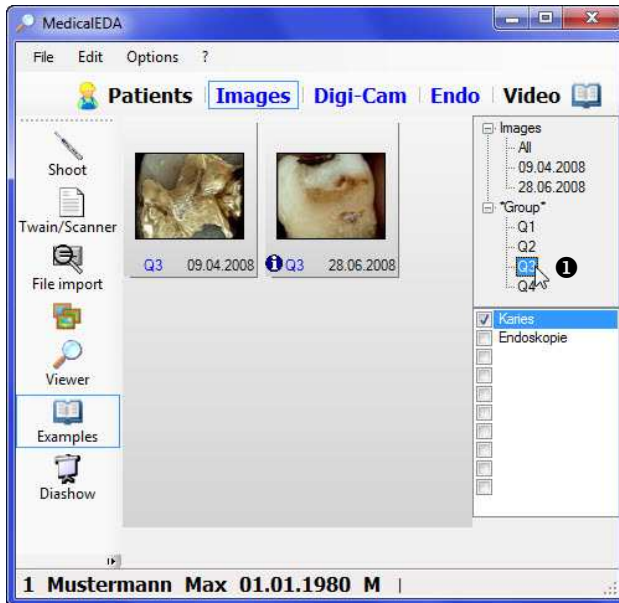 MedicalEDA
File Edit Options ?
Patients Images Digi-Cam Endo Video
Shoot
Twain/Scanner
File import
Viewer
Examples
Diashow
Q3 09.04.2008
i Q3 28.06.2008
Images
All
09.04.2008
28.06.2008
*Group*
Q1
Q2
Q3 ❶
Q4
Karies
Endoskopie
1 Mustermann Max 01.01.1980 M